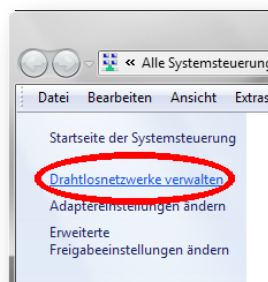 « Alle Systemsteuerung
Datei Bearbeiten Ansicht Extras
Startseite der Systemsteuerung
Drahtlosnetzwerke verwalten
Adaptereinstellungen ändern
Erweiterte
Freigabeeinstellungen ändern